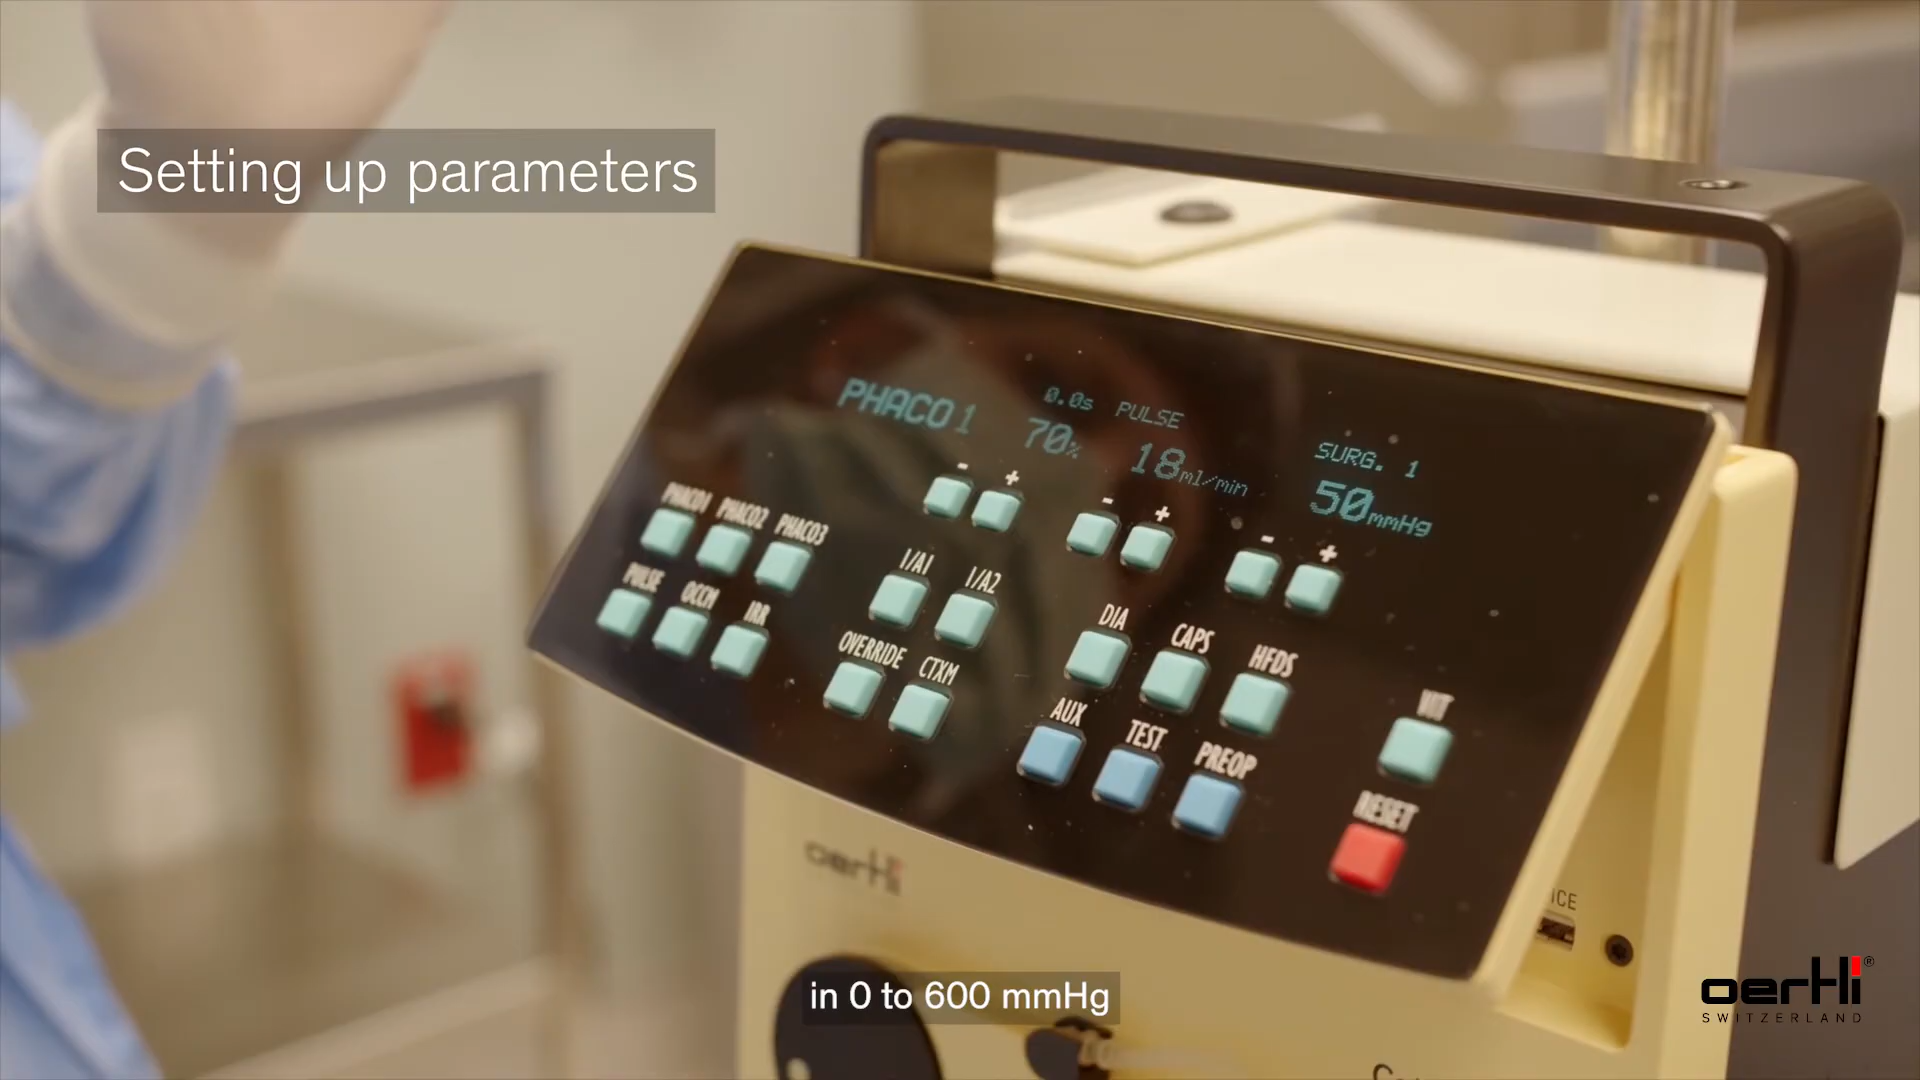 Setting up parameters
0.0s PULSE
PHACO1 70% 18ml/min
SURG. 1
50mmHg
- +
- +
- +
PHACO1 PHACO2 PHACO3
I/A1 I/A2
PULSE OCCM IRR
OVERRIDE CTXM
DIA CAPS HFDS
AUX TEST PREOP
VIT
RESET
oertli
ICE
in 0 to 600 mmHg
oertli®
SWITZERLAND